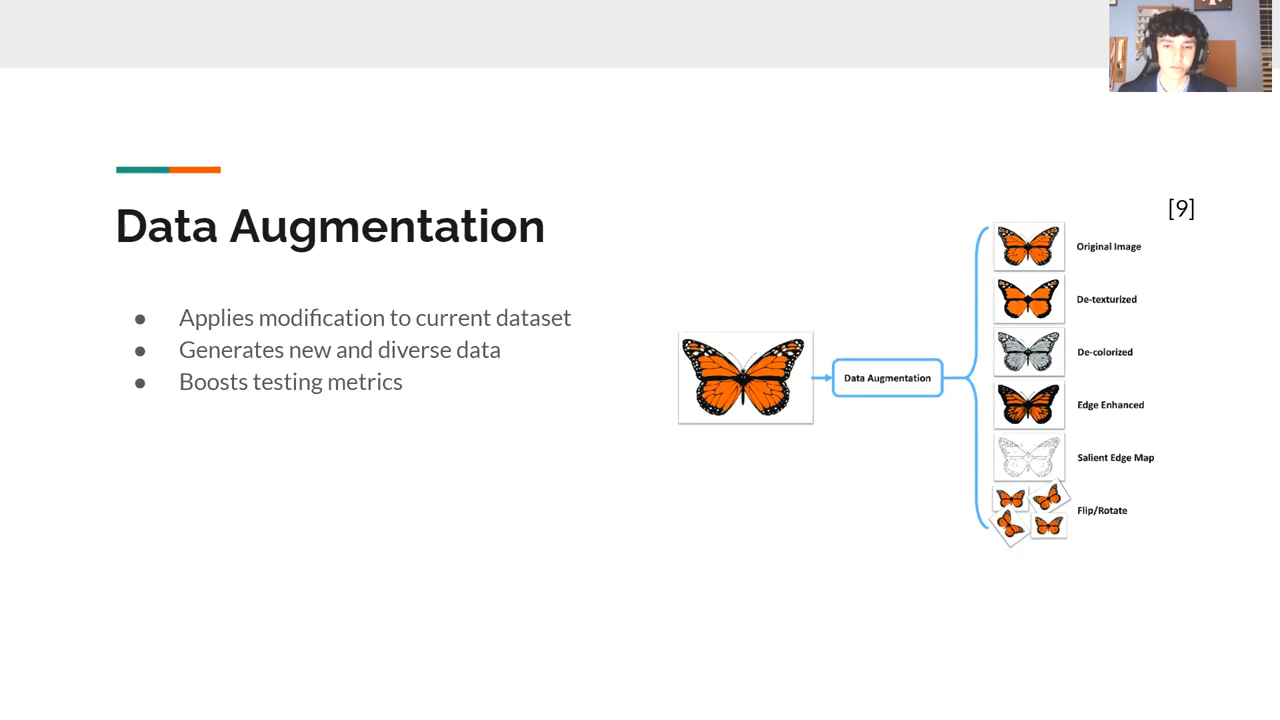 Data Augmentation
● Applies modification to current dataset
● Generates new and diverse data
● Boosts testing metrics
[9]
Data Augmentation
Original Image
De-texturized
De-colorized
Edge Enhanced
Salient Edge Map
Flip/Rotate